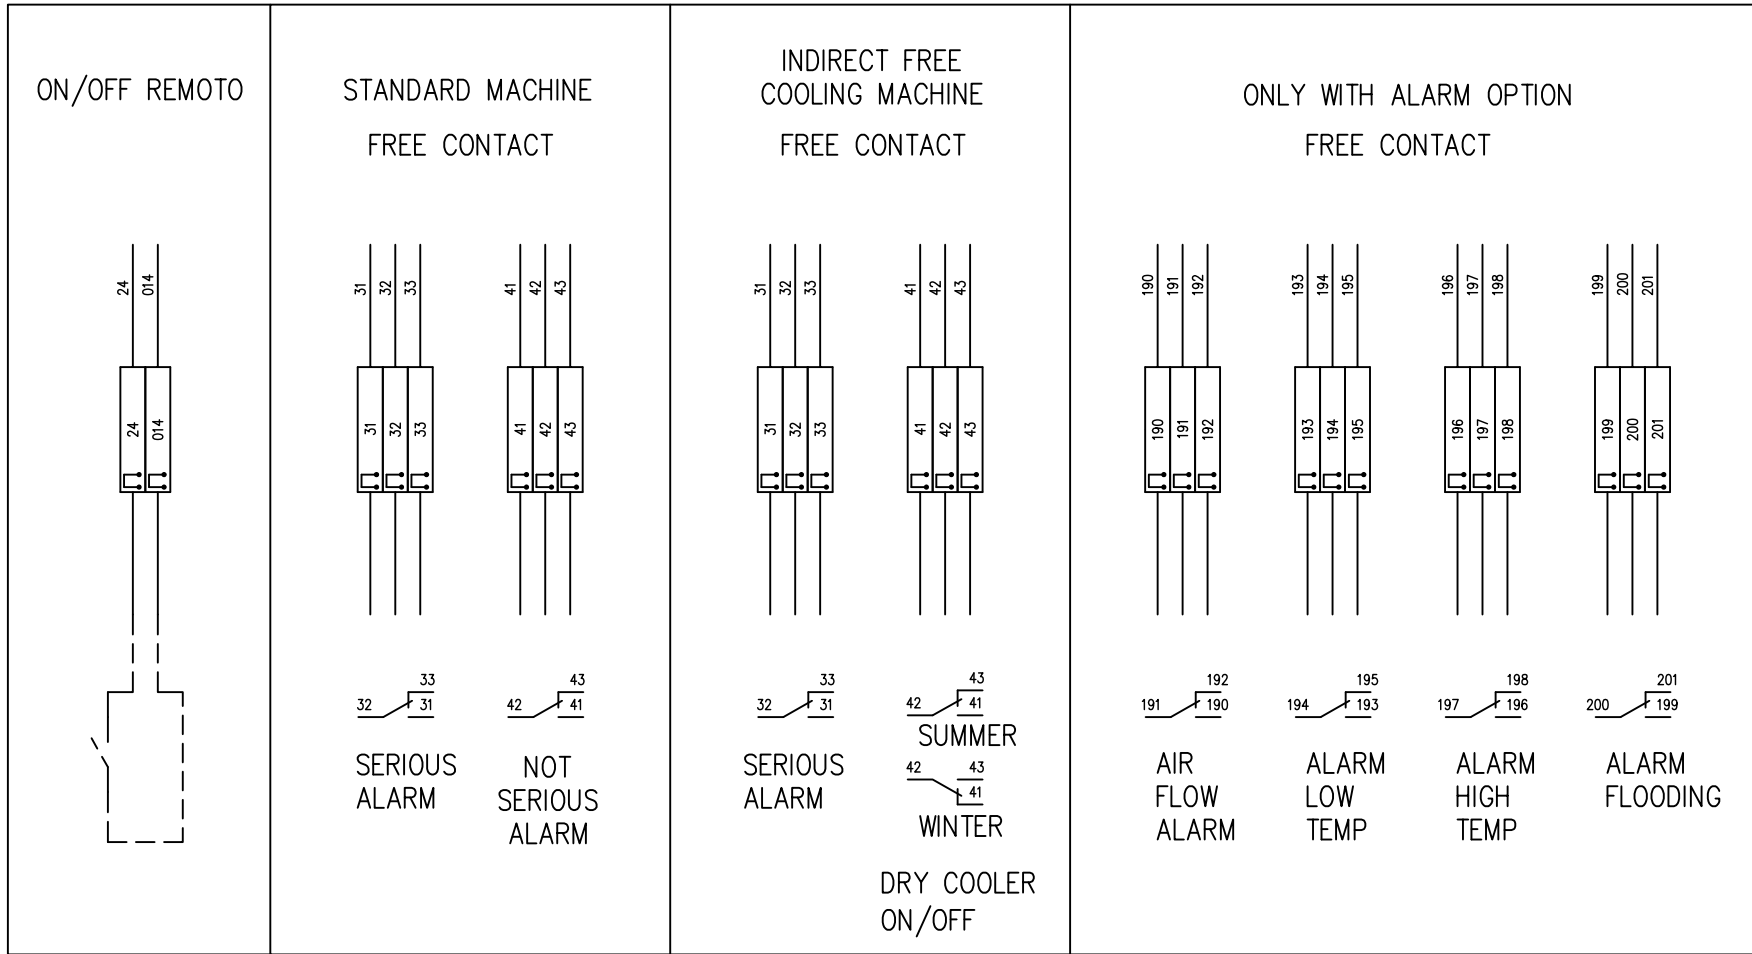 ON/OFF REMOTO
24 014
24 014
STANDARD MACHINE
FREE CONTACT
31 32 33 41 42 43
31 32 33 41 42 43
33 43
32 31 42 41
SERIOUS
ALARM
NOT
SERIOUS
ALARM
INDIRECT FREE
COOLING MACHINE
FREE CONTACT
31 32 33 41 42 43
31 32 33 41 42 43
33
32 31
SERIOUS
ALARM
43
42 41
SUMMER
42 43
41
WINTER
DRY COOLER
ON/OFF
ONLY WITH ALARM OPTION
FREE CONTACT
190 191 192 193 194 195 196 197 198 199 200 201
190 191 192 193 194 195 196 197 198 199 200 201
192 195 198 201
191 190 194 193 197 196 200 199
AIR
FLOW
ALARM
ALARM
LOW
TEMP
ALARM
HIGH
TEMP
ALARM
FLOODING